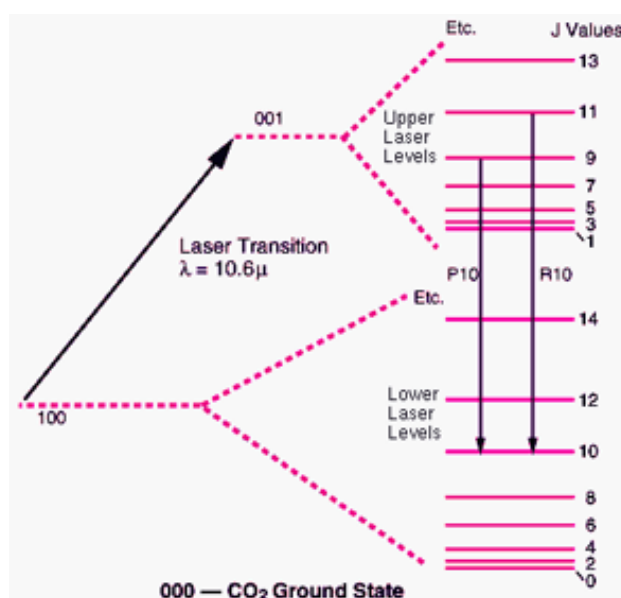 Etc.
J Values
13
001
11
Upper
Laser
Levels
9
7
5
3
1
Laser Transition
λ = 10.6μ
P10
R10
Etc.
14
Lower
Laser
Levels
12
100
10
8
6
4
2
0
000 — CO₂ Ground State